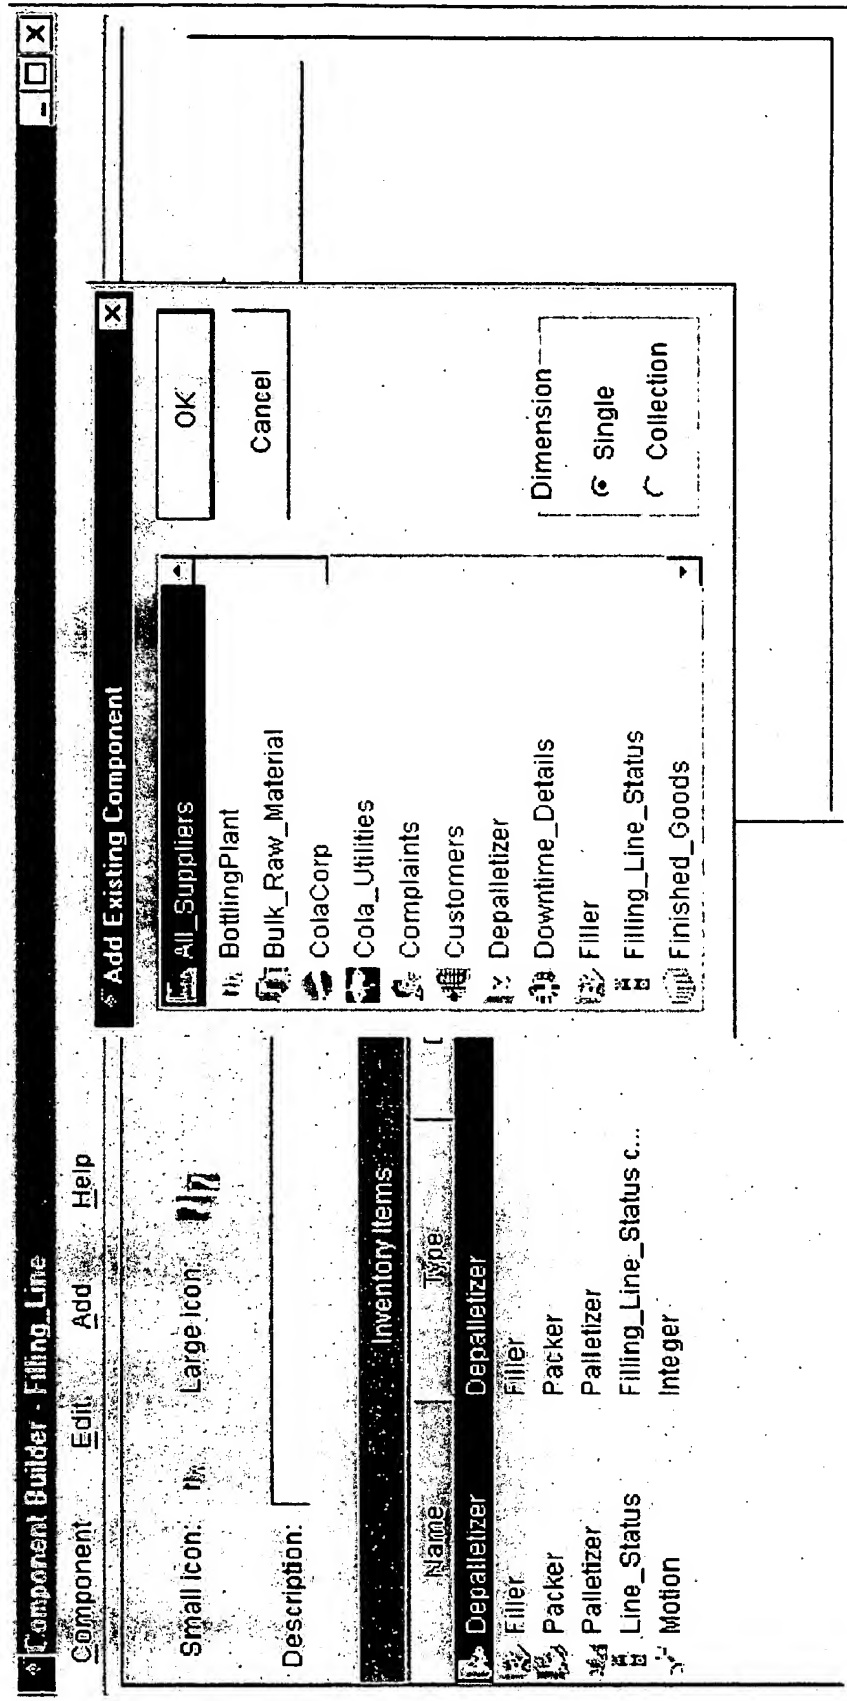 Component Builder - Filling_Line
Component Edit Add Help
Small Icon: Large Icon:
Description:
Inventory Items
Name Type
Depalletizer Depalletizer
Filler Filler
Packer Packer
Palletizer Palletizer
Line_Status Filling_Line_Status c...
Motion Integer
Add Existing Component
All_Suppliers
BottlingPlant
Bulk_Raw_Material
ColaCorp
Cola_Utilities
Complaints
Customers
Depalletizer
Downtime_Details
Filler
Filling_Line_Status
Finished_Goods
OK
Cancel
Dimension
Single
Collection